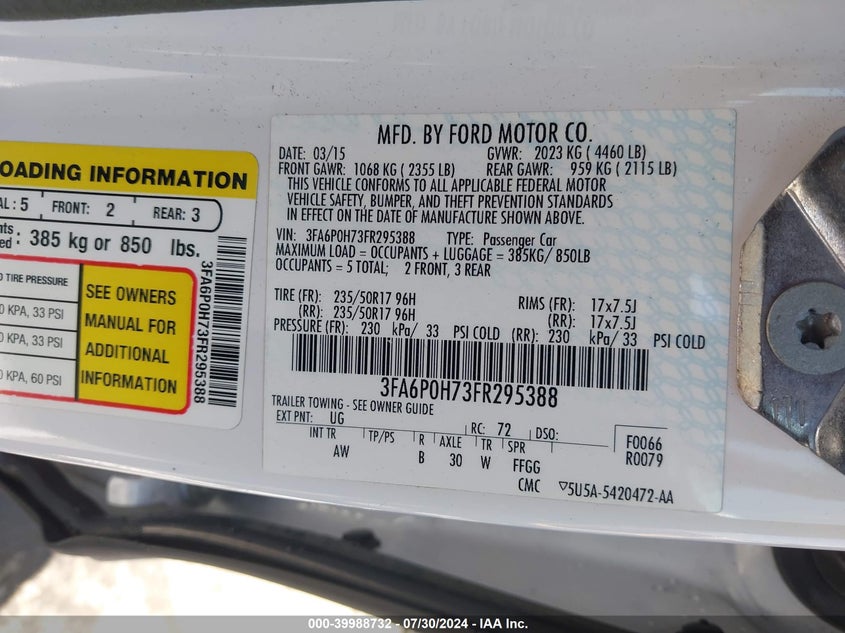 OADING INFORMATION
AL: 5 FRONT: 2 REAR: 3
nts
ed: 385 kg or 850 lbs.
D TIRE PRESSURE
0 KPA, 33 PSI
0 KPA, 33 PSI
0 KPA, 60 PSI
SEE OWNERS
MANUAL FOR
ADDITIONAL
INFORMATION
3FA6P0H73FR295388
MFD. BY FORD MOTOR CO.
DATE: 03/15 GVWR: 2023 KG ( 4460 LB)
FRONT GAWR: 1068 KG ( 2355 LB) REAR GAWR: 959 KG ( 2115 LB)
THIS VEHICLE CONFORMS TO ALL APPLICABLE FEDERAL MOTOR
VEHICLE SAFETY, BUMPER, AND THEFT PREVENTION STANDARDS
IN EFFECT ON THE DATE OF MANUFACTURE SHOWN ABOVE.
VIN: 3FA6P0H73FR295388 TYPE: Passenger Car
MAXIMUM LOAD = OCCUPANTS + LUGGAGE = 385KG/ 850LB
OCCUPANTS = 5 TOTAL; 2 FRONT, 3 REAR
TIRE (FR): 235/50R17 96H RIMS (FR): 17x7.5J
(RR): 235/50R17 96H (RR): 17x7.5J
PRESSURE (FR): 230 kPa/ 33 PSI COLD (RR): 230 kPa/ 33 PSI COLD
3FA6P0H73FR295388
TRAILER TOWING - SEE OWNER GUIDE
EXT PNT: UG RC: 72 DSO: F0066
INT TR TP/PS R AXLE TR SPR R0079
AW B 30 W FFGG
CMC ▽5U5A-5420472-AA
000-39988732 - 07/30/2024 - IAA Inc.